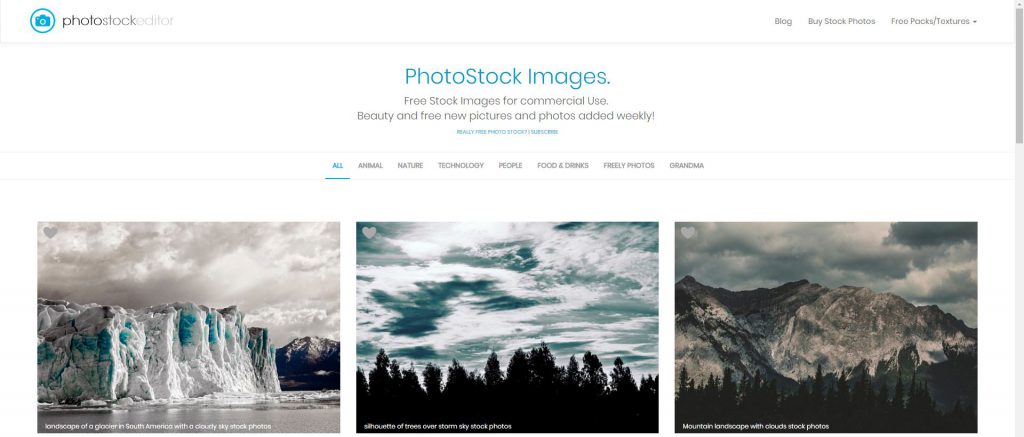 photostockeditor
Blog
Buy Stock Photos
Free Packs/Textures
PhotoStock Images.
Free Stock Images for commercial Use.
Beauty and free new pictures and photos added weekly!
REALLY FREE PHOTO STOCK? | SUBSCRIBE
ALL
ANIMAL
NATURE
TECHNOLOGY
PEOPLE
FOOD & DRINKS
FREELY PHOTOS
GRANDMA
landscape of a glacier in South America with a cloudy sky stock photos
silhouette of trees over storm sky stock photos
Mountain landscape with clouds stock photos